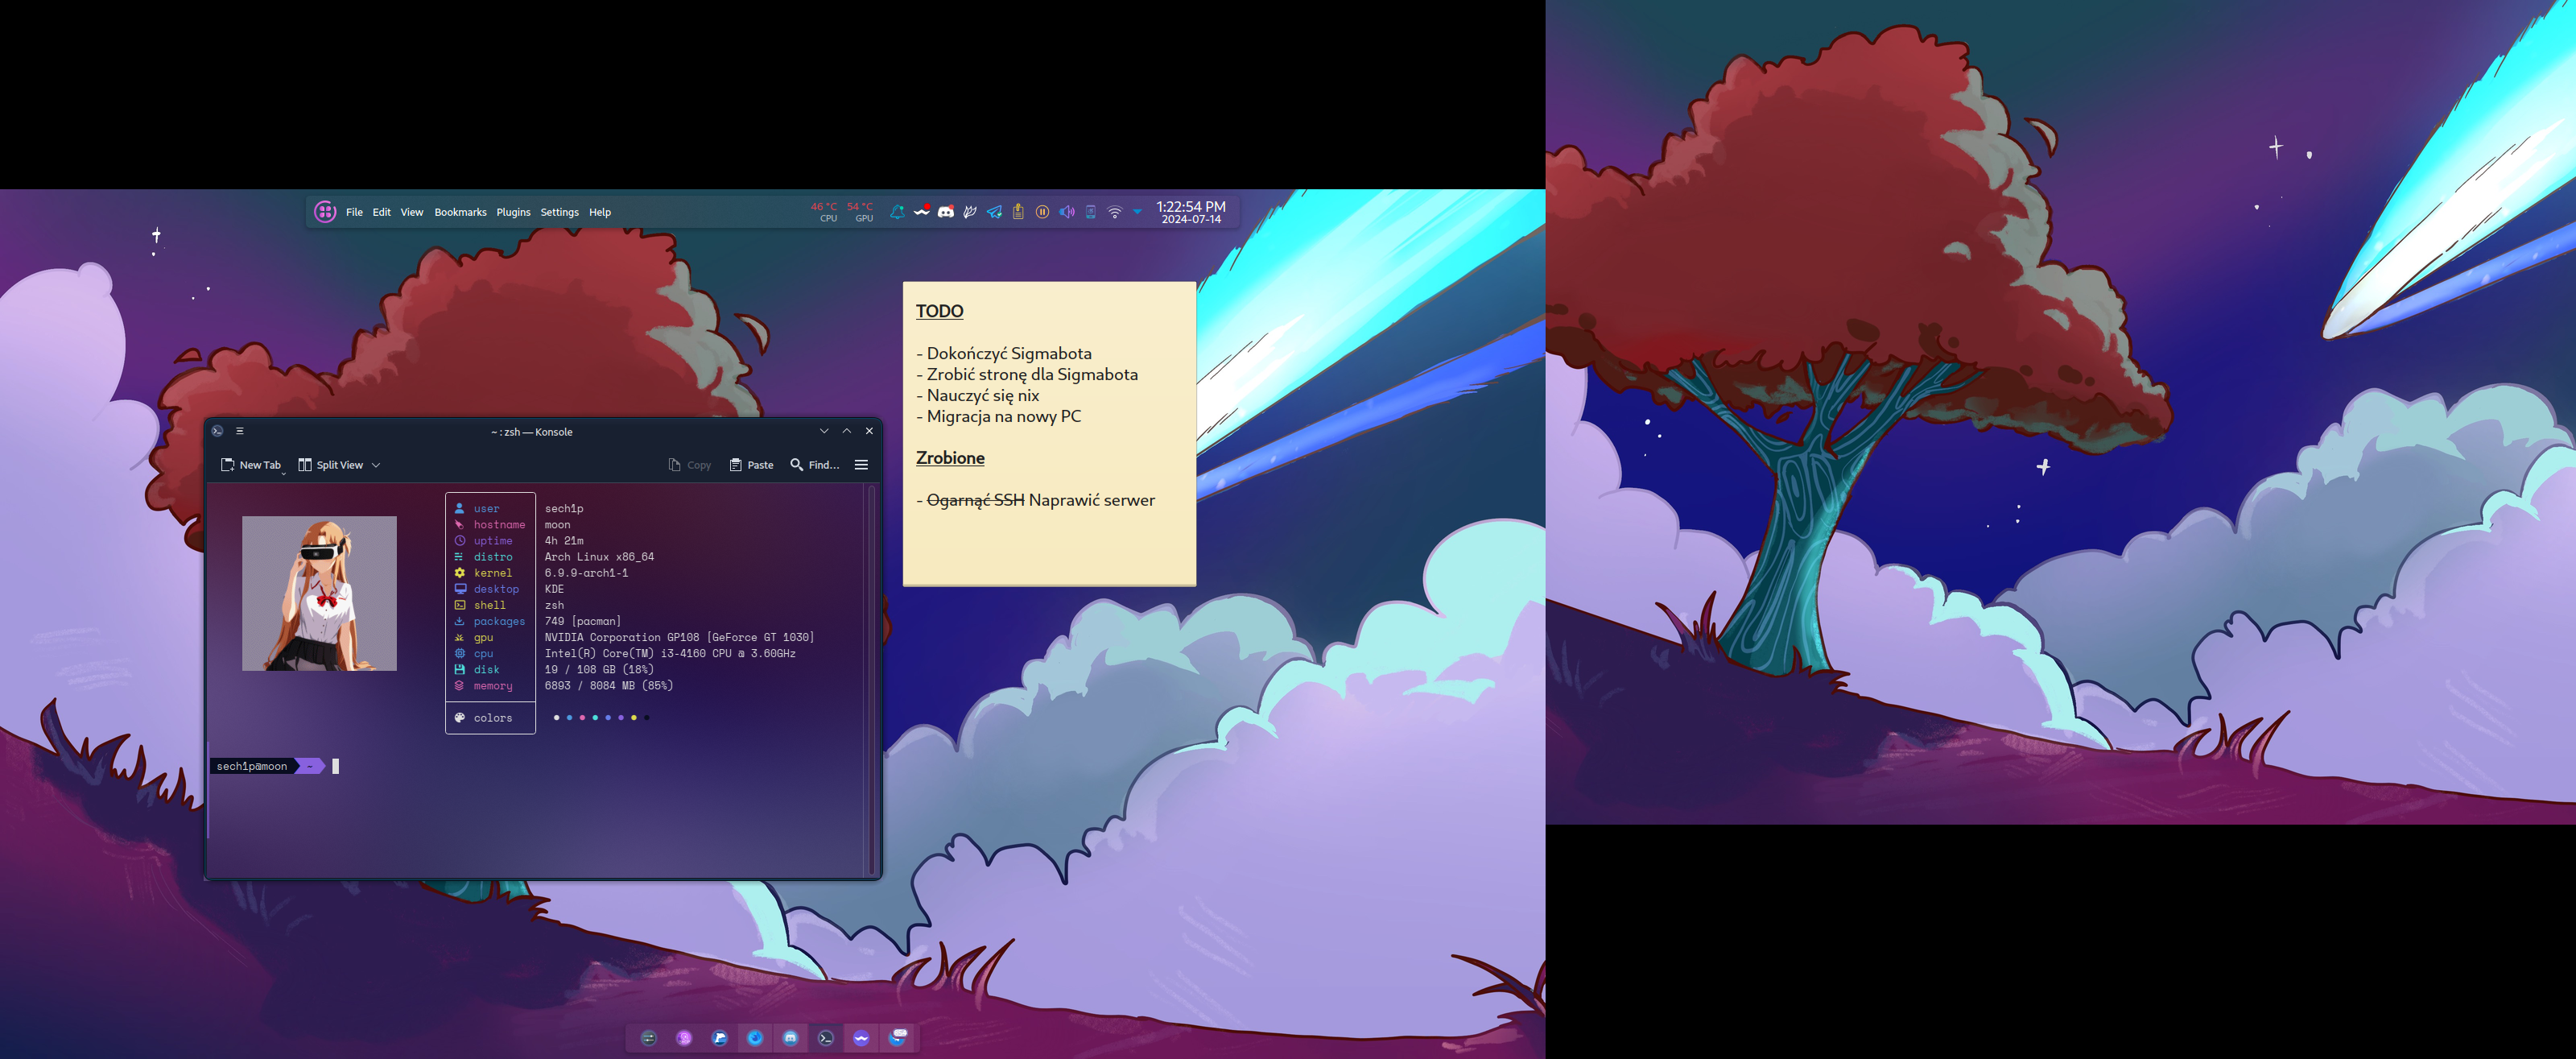 File Edit View Bookmarks Plugins Settings Help
46 °C 54 °C
CPU GPU
1:22:54 PM
2024-07-14
TODO
- Dokończyć Sigmabota
- Zrobić stronę dla Sigmabota
- Nauczyć się nix
- Migracja na nowy PC
Zrobione
- Ogarnąć SSH Naprawić serwer
~ : zsh — Konsole
New Tab Split View Copy Paste Find...
user sech1p
hostname moon
uptime 4h 21m
distro Arch Linux x86_64
kernel 6.9.9-arch1-1
desktop KDE
shell zsh
packages 749 [pacman]
gpu NVIDIA Corporation GP108 [GeForce GT 1030]
cpu Intel(R) Core(TM) i3-4160 CPU @ 3.60GHz
disk 19 / 108 GB (18%)
memory 6893 / 8084 MB (85%)
colors
sech1p@moon ~